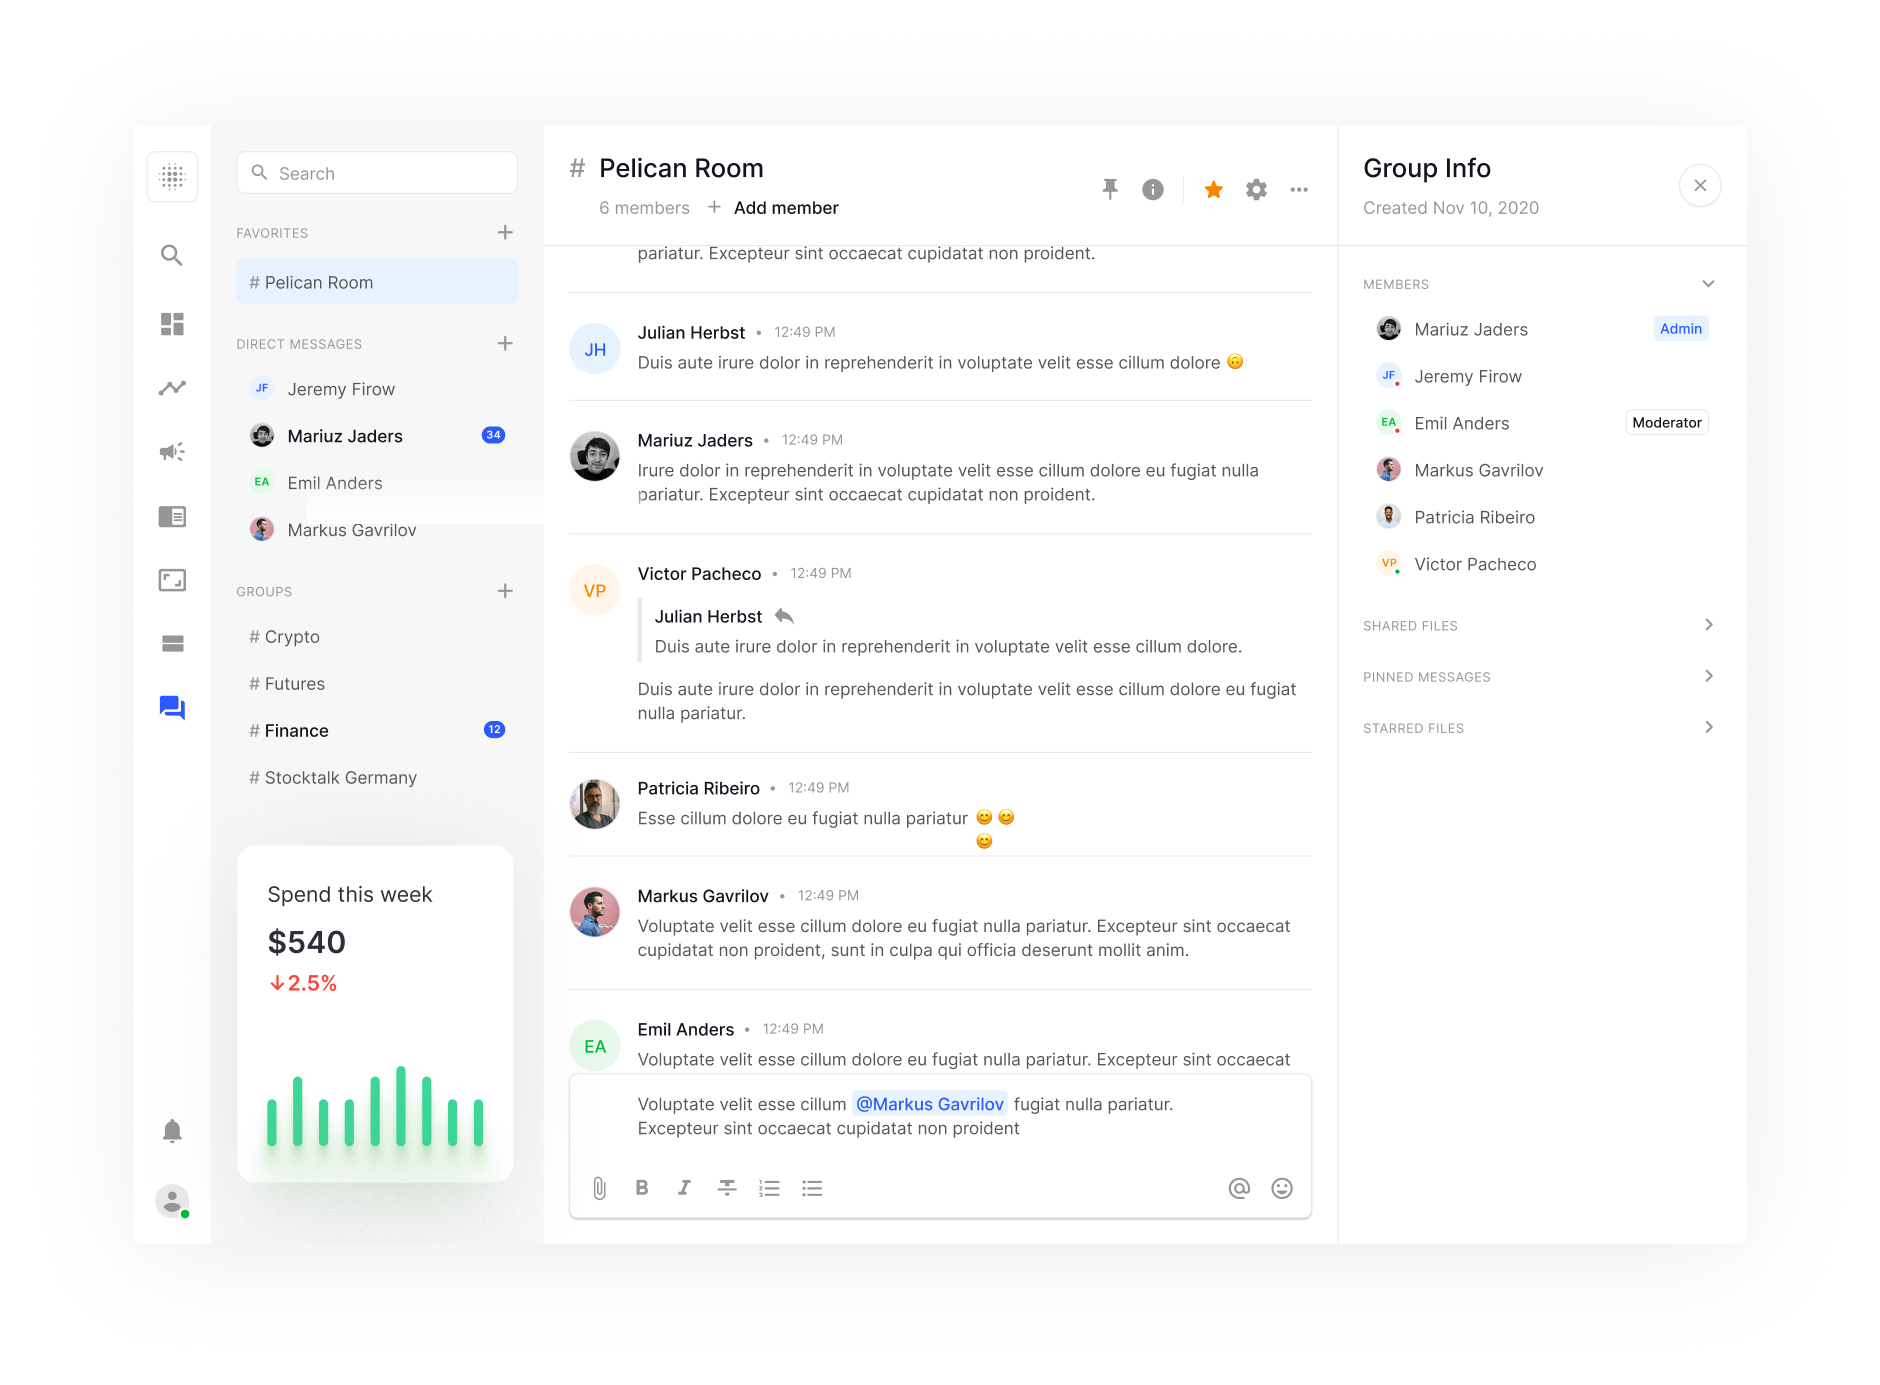 Search
FAVORITES
# Pelican Room
DIRECT MESSAGES
JF Jeremy Firow
Mariuz Jaders 34
EA Emil Anders
Markus Gavrilov
GROUPS
# Crypto
# Futures
# Finance 12
# Stocktalk Germany
Spend this week
$540
↓2.5%
# Pelican Room
6 members + Add member
pariatur. Excepteur sint occaecat cupidatat non proident.
JH
Julian Herbst • 12:49 PM
Duis aute irure dolor in reprehenderit in voluptate velit esse cillum dolore 🙃
Mariuz Jaders • 12:49 PM
Irure dolor in reprehenderit in voluptate velit esse cillum dolore eu fugiat nulla
pariatur. Excepteur sint occaecat cupidatat non proident.
VP
Victor Pacheco • 12:49 PM
Julian Herbst
Duis aute irure dolor in reprehenderit in voluptate velit esse cillum dolore.
Duis aute irure dolor in reprehenderit in voluptate velit esse cillum dolore eu fugiat
nulla pariatur.
Patricia Ribeiro • 12:49 PM
Esse cillum dolore eu fugiat nulla pariatur 😊 😊
😊
Markus Gavrilov • 12:49 PM
Voluptate velit esse cillum dolore eu fugiat nulla pariatur. Excepteur sint occaecat
cupidatat non proident, sunt in culpa qui officia deserunt mollit anim.
EA
Emil Anders • 12:49 PM
Voluptate velit esse cillum dolore eu fugiat nulla pariatur. Excepteur sint occaecat
Voluptate velit esse cillum @Markus Gavrilov fugiat nulla pariatur.
Excepteur sint occaecat cupidatat non proident
B I
Group Info
Created Nov 10, 2020
MEMBERS
Mariuz Jaders Admin
JF Jeremy Firow
EA Emil Anders Moderator
Markus Gavrilov
Patricia Ribeiro
VP Victor Pacheco
SHARED FILES
PINNED MESSAGES
STARRED FILES